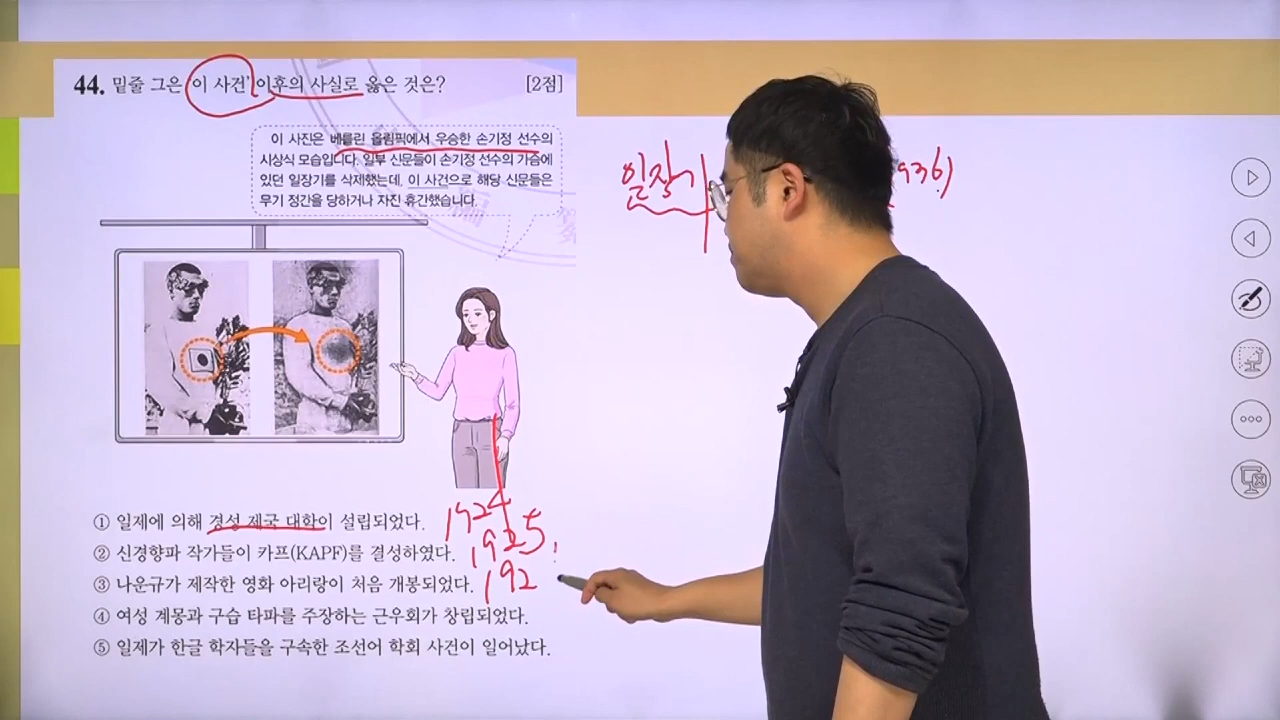 44. 밑줄 그은 '이 사건' 이후의 사실로 옳은 것은? [2점]
이 사진은 베를린 올림픽에서 우승한 손기정 선수의
시상식 모습입니다. 일부 신문들이 손기정 선수의 가슴에
있던 일장기를 삭제했는데, 이 사건으로 해당 신문들은
무기 정간을 당하거나 자진 휴간했습니다.
일장기 936)
① 일제에 의해 경성 제국 대학이 설립되었다. 1924
② 신경향파 작가들이 카프(KAPF)를 결성하였다. 1925
③ 나운규가 제작한 영화 아리랑이 처음 개봉되었다. 192
④ 여성 계몽과 구습 타파를 주장하는 근우회가 창립되었다.
⑤ 일제가 한글 학자들을 구속한 조선어 학회 사건이 일어났다.